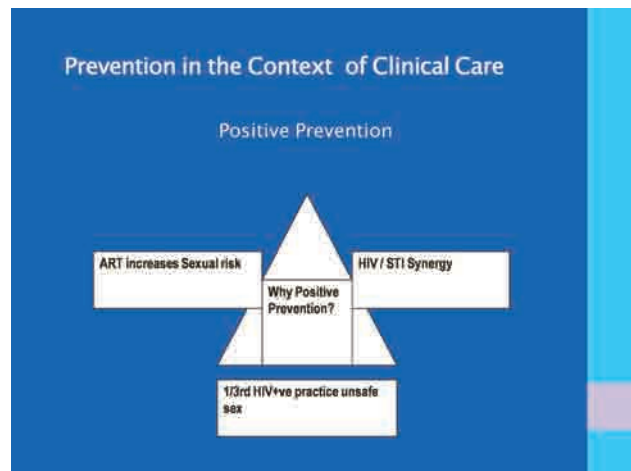 Prevention in the Context of Clinical Care
Positive Prevention
ART increases Sexual risk
HIV / STI Synergy
Why Positive
Prevention?
1/3rd HIV+ve practice unsafe
sex